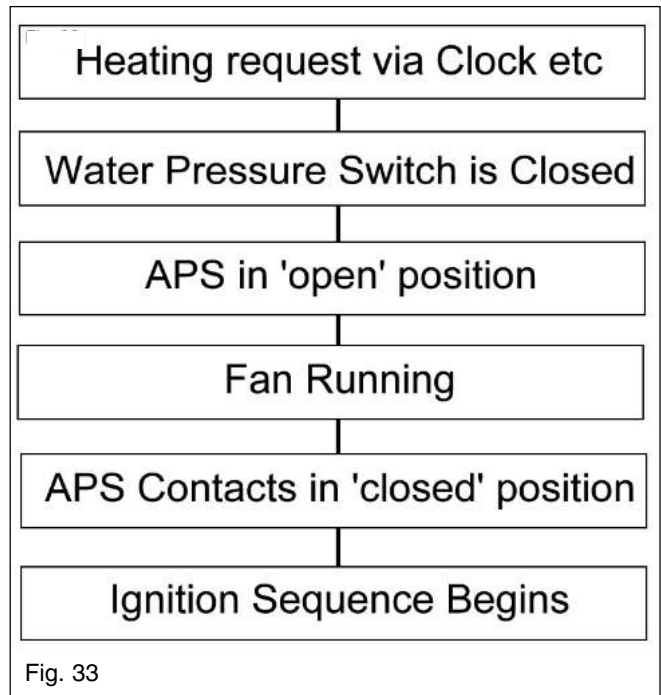 Heating request via Clock etc
Water Pressure Switch is Closed
APS in 'open' position
Fan Running
APS Contacts in 'closed' position
Ignition Sequence Begins
Fig. 33